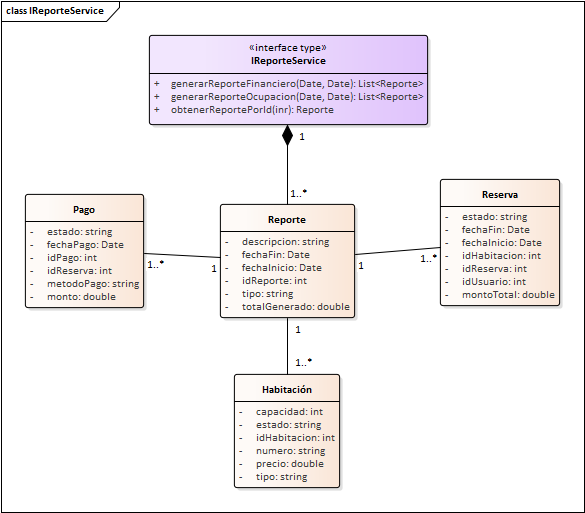 class IReporteService
«interface type»
IReporteService
+ generarReporteFinanciero(Date, Date): List<Reporte>
+ generarReporteOcupacion(Date, Date): List<Reporte>
+ obtenerReportePorId(inr): Reporte
1
1..*
Pago
- estado: string
- fechaPago: Date
- idPago: int
- idReserva: int
- metodoPago: string
- monto: double
1..*
1
Reporte
- descripcion: string
- fechaFin: Date
- fechaInicio: Date
- idReporte: int
- tipo: string
- totalGenerado: double
1
1..*
Reserva
- estado: string
- fechaFin: Date
- fechaInicio: Date
- idHabitacion: int
- idReserva: int
- idUsuario: int
- montoTotal: double
1
1..*
Habitación
- capacidad: int
- estado: string
- idHabitacion: int
- numero: string
- precio: double
- tipo: string